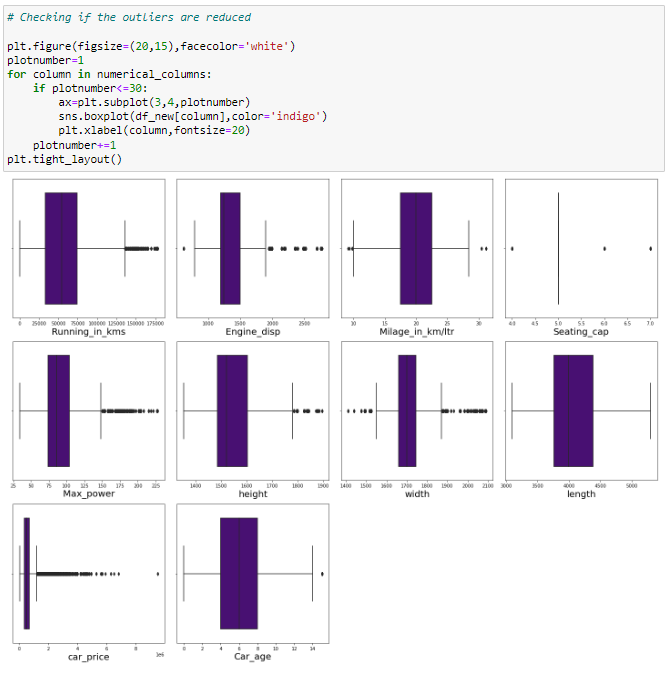 # Checking if the outliers are reduced
plt.figure(figsize=(20,15),facecolor='white')
plotnumber=1
for column in numerical_columns:
    if plotnumber<=30:
        ax=plt.subplot(3,4,plotnumber)
        sns.boxplot(df_new[column],color='indigo')
        plt.xlabel(column,fontsize=20)
    plotnumber+=1
plt.tight_layout()
0 25000 50000 75000 100000 125000 150000 175000
Running_in_kms
1000 1500 2000 2500
Engine_disp
10 15 20 25 30
Milage_in_km/ltr
4.0 4.5 5.0 5.5 6.0 6.5 7.0
Seating_cap
25 50 75 100 125 150 175 200 225
Max_power
1400 1500 1600 1700 1800 1900
height
1400 1500 1600 1700 1800 1900 2000 2100
width
3000 3500 4000 4500 5000
length
0 2 4 6 8
1e6
car_price
0 2 4 6 8 10 12 14
Car_age